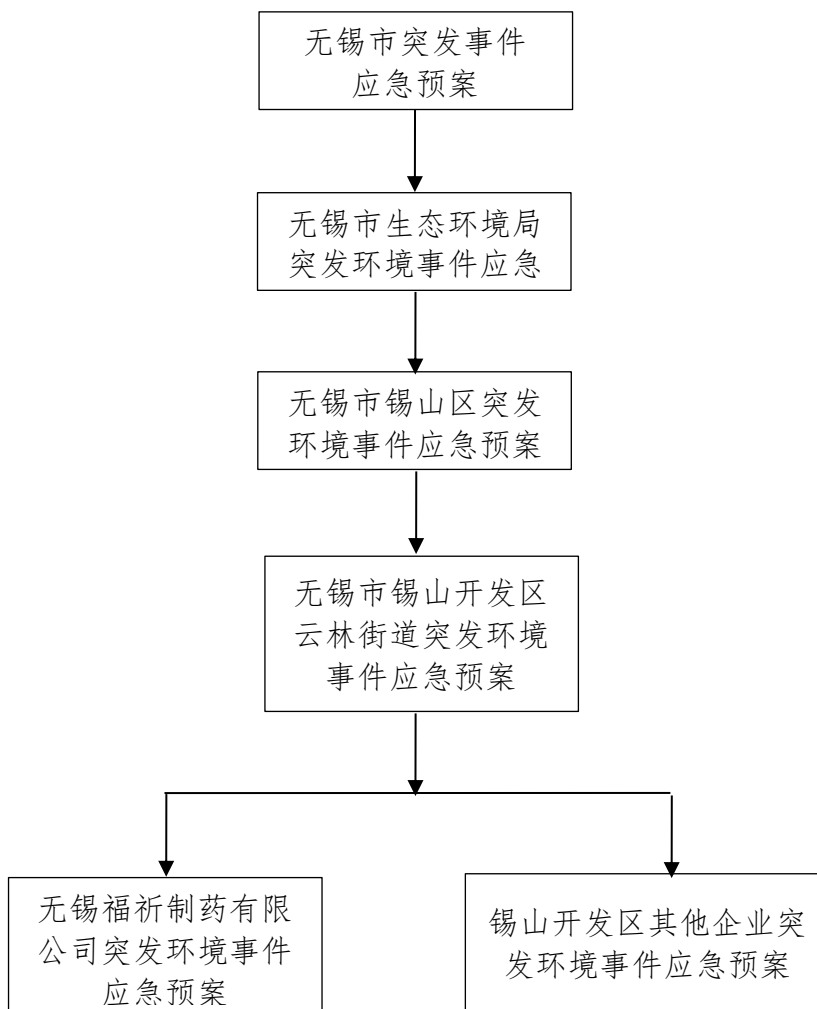 无锡市突发事件
应急预案
无锡市生态环境局
突发环境事件应急
无锡市锡山区突发
环境事件应急预案
无锡市锡山开发区
云林街道突发环境
事件应急预案
无锡福祈制药有限
公司突发环境事件
应急预案
锡山开发区其他企业突
发环境事件应急预案